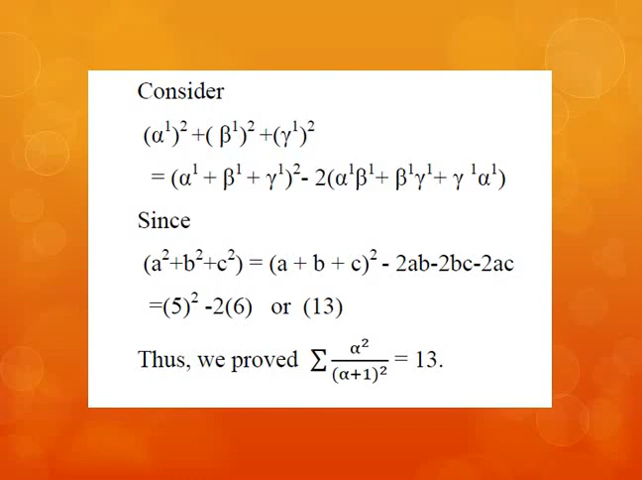 Consider
(α¹)² +( β¹)² +(γ¹)²
= (α¹ + β¹ + γ¹)²- 2(α¹β¹+ β¹γ¹+ γ ¹α¹)
Since
(a²+b²+c²) = (a + b + c)² - 2ab-2bc-2ac
=(5)² -2(6) or (13)
Thus, we proved ∑ α²/(α+1)² = 13.